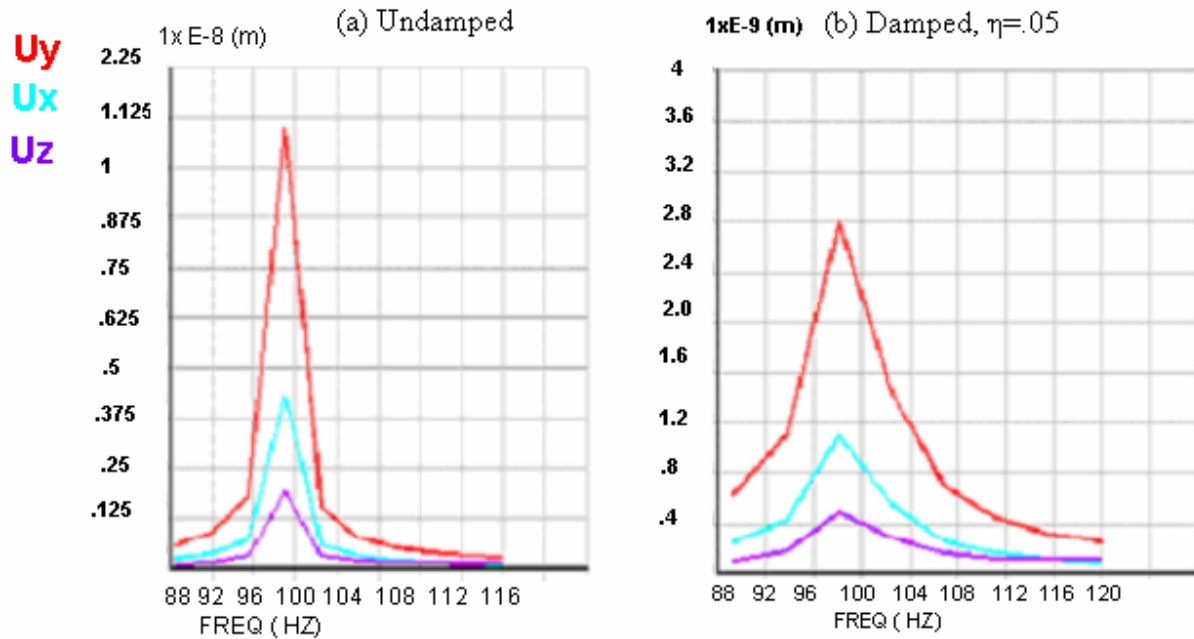 Uy
Ux
Uz
1x E-8 (m)
(a) Undamped
2.25
1.125
1
.875
.75
.625
.5
.375
.25
.125
88 92 96 100 104 108 112 116
FREQ ( HZ)
1xE-9 (m)
(b) Damped, η=.05
4
3.6
3.2
2.8
2.4
2.0
1.6
1.2
.8
.4
88 92 96 100 104 108 112 116 120
FREQ ( HZ)